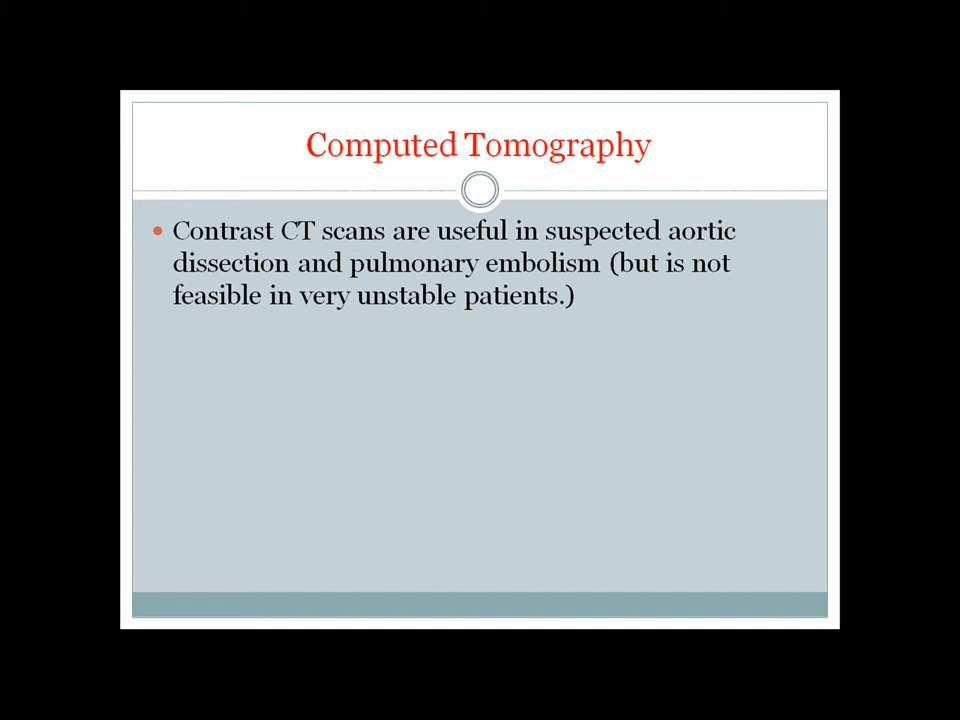 Computed Tomography
• Contrast CT scans are useful in suspected aortic
dissection and pulmonary embolism (but is not
feasible in very unstable patients.)